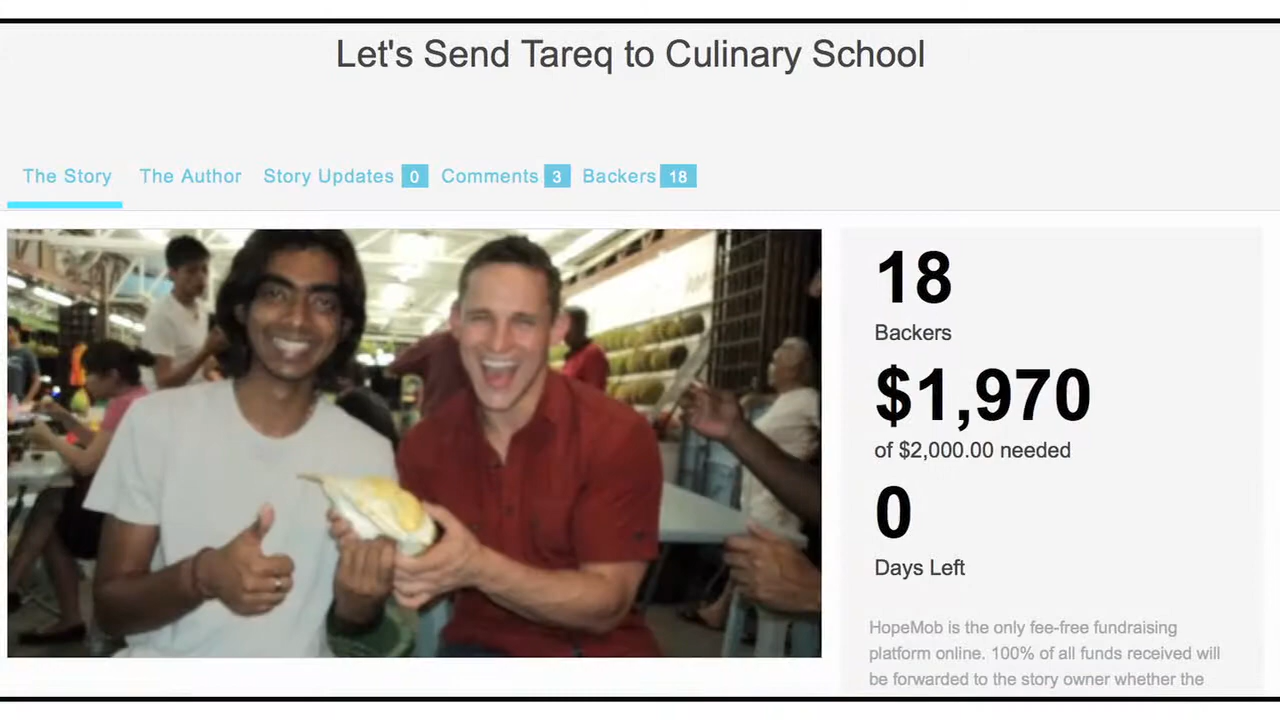 Let's Send Tareq to Culinary School
The Story The Author Story Updates 0 Comments 3 Backers 18
18
Backers
$1,970
of $2,000.00 needed
0
Days Left
HopeMob is the only fee-free fundraising
platform online. 100% of all funds received will
be forwarded to the story owner whether the